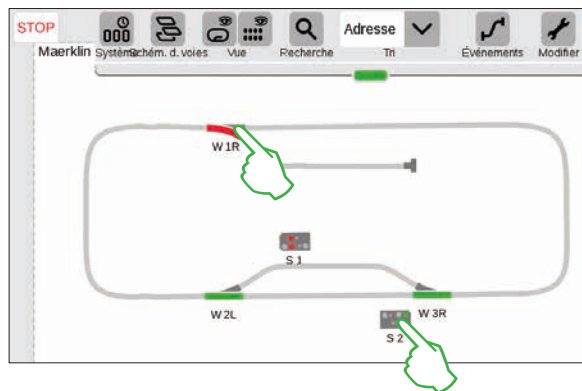 STOP
Adresse
Maerklin Système Schém. d. voies Vue Recherche Tri Événements Modifier
W 1R
S 1
W 2L
W 3R
S 2